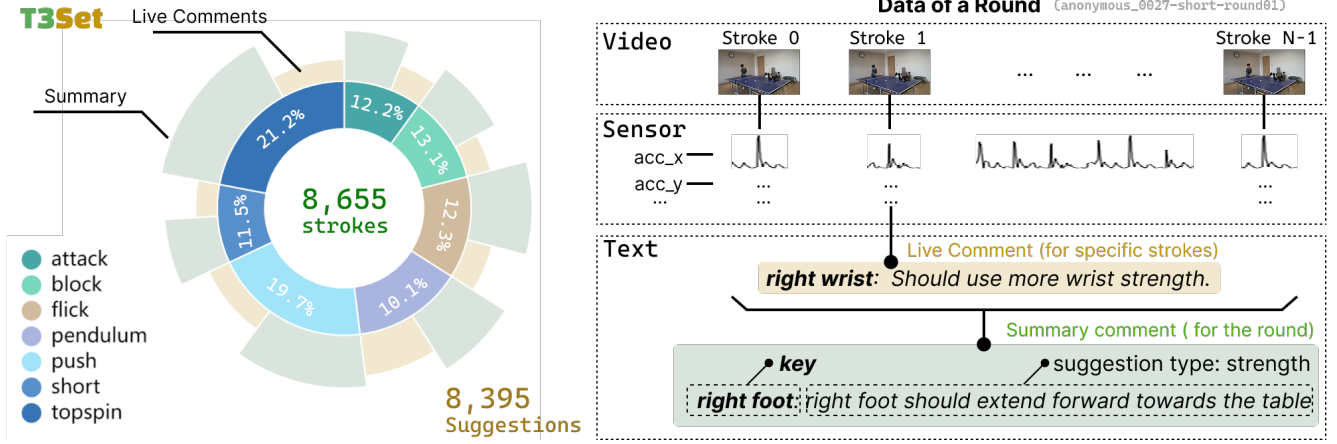 T3Set
Live Comments
Summary
12.2%
13.1%
12.3%
10.1%
19.7%
11.5%
21.2%
8,655
strokes
attack
block
flick
pendulum
push
short
topspin
8,395
Suggestions
Data of a Round (anonymous_0027-short-round01)
Video
Stroke 0
Stroke 1
Stroke N-1
... ... ...
Sensor
acc_x
acc_y
...
... ... ...
... ... ...
Text
Live Comment (for specific strokes)
right wrist: Should use more wrist strength.
Summary comment ( for the round)
key
suggestion type: strength
right foot: right foot should extend forward towards the table